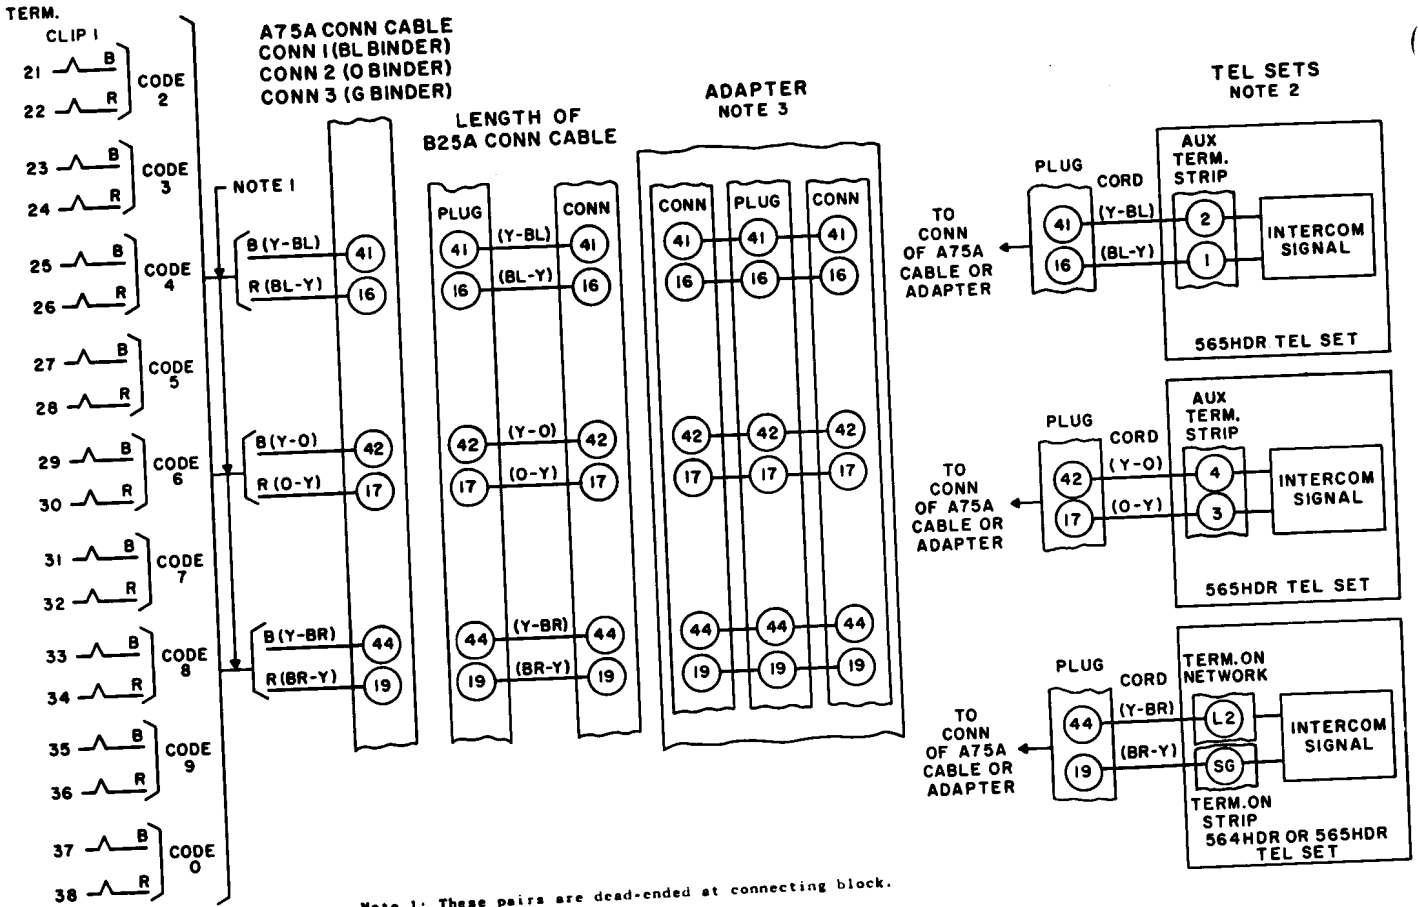 TERM.
CLIP 1
21 B
22 R
CODE
2
23 B
24 R
CODE
3
25 B
26 R
CODE
4
27 B
28 R
CODE
5
29 B
30 R
CODE
6
31 B
32 R
CODE
7
33 B
34 R
CODE
8
35 B
36 R
CODE
9
37 B
38 R
CODE
0
NOTE 1
A75A CONN CABLE
CONN 1 (BL BINDER)
CONN 2 (O BINDER)
CONN 3 (G BINDER)
B (Y-BL) 41
R (BL-Y) 16
B (Y-O) 42
R (O-Y) 17
B (Y-BR) 44
R (BR-Y) 19
LENGTH OF
B25A CONN CABLE
PLUG CONN
41 (Y-BL) 41
16 (BL-Y) 16
42 (Y-O) 42
17 (O-Y) 17
44 (Y-BR) 44
19 (BR-Y) 19
ADAPTER
NOTE 3
CONN PLUG CONN
41 41 41
16 16 16
42 42 42
17 17 17
44 44 44
19 19 19
TEL SETS
NOTE 2
TO
CONN
OF A75A
CABLE OR
ADAPTER
PLUG
CORD
AUX
TERM.
STRIP
41 (Y-BL) 2
16 (BL-Y) 1
INTERCOM
SIGNAL
565HDR TEL SET
TO
CONN
OF A75A
CABLE OR
ADAPTER
PLUG
CORD
AUX
TERM.
STRIP
42 (Y-O) 4
17 (O-Y) 3
INTERCOM
SIGNAL
565HDR TEL SET
TO
CONN
OF A75A
CABLE OR
ADAPTER
PLUG
CORD
TERM. ON
NETWORK
44 (Y-BR) L2
19 (BR-Y) SG
INTERCOM
SIGNAL
TERM. ON
STRIP
564HDR OR 565HDR
TEL SET
Note 1: These pairs are dead-ended at connecting block.